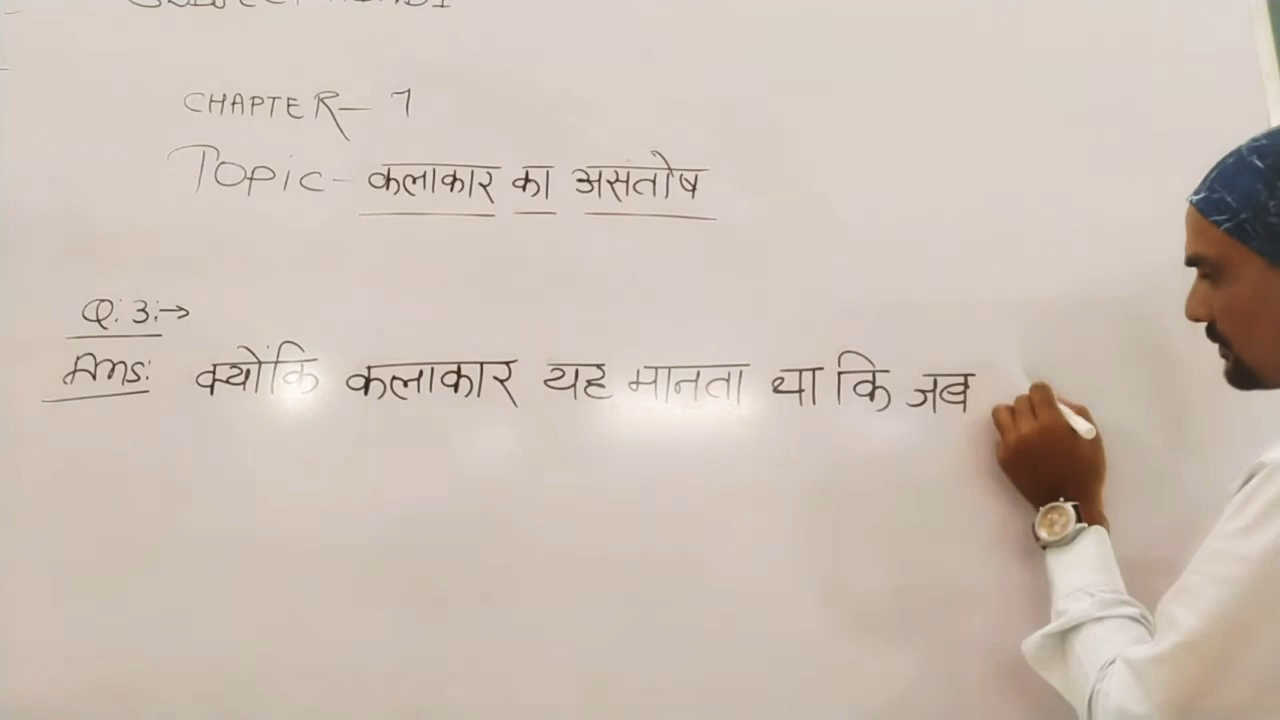 CHAPTER- 7
Topic- कलाकार का असंतोष
Q. 3:→
Ans: क्योंकि कलाकार यह मानता था कि जब